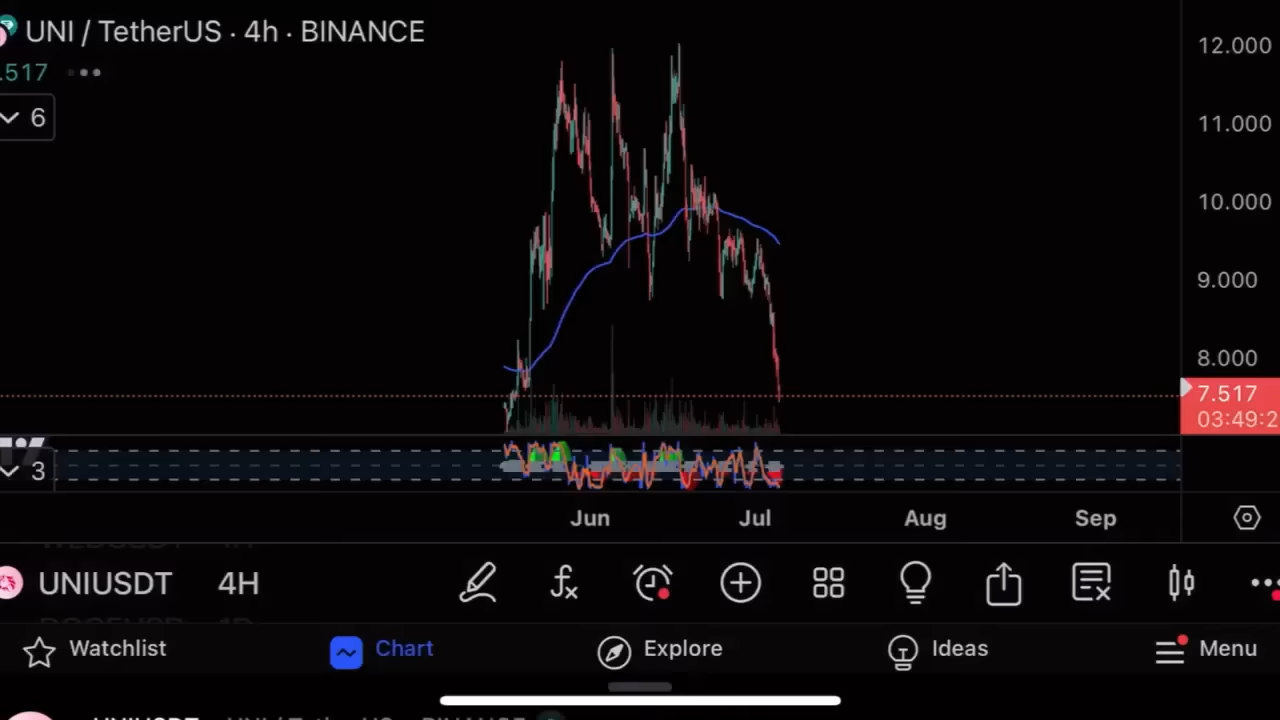 UNI / TetherUS · 4h · BINANCE
.517
6
12.000
11.000
10.000
9.000
8.000
7.517
03:49:2
3
Jun Jul Aug Sep
UNIUSDT 4H
Watchlist Chart Explore Ideas Menu